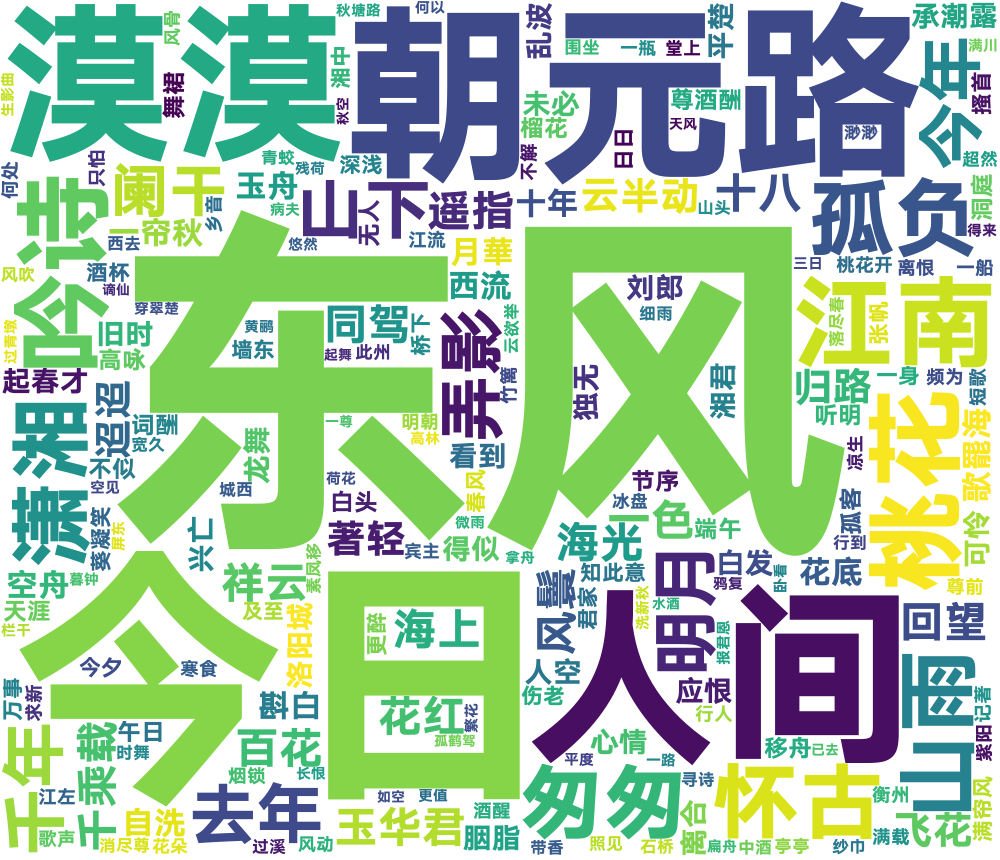 漠漠
朝元路
东风
今日
人间
秋塘路
何以
风骨
湘中
舞裙
秋空
生影曲
乱波
围坐
一瓶
堂上
平楚
承潮露
满川
今年
搔首
未必
榴花
尊酒醒
天风
渺渺
超然
日日
不解
何处
只怕
阑干
青蛟
残荷
深浅
玉舟
病夫
山下
无人
遥指
十年
云半动
山头
十八
孤负
洞庭
得来
吟诗
一帘秋
乡音
西去
悠然
江流
月華
三日
桃花开
离恨
一船
风吹
酒杯
谪仙
穿翠楚
西流
刘郎
细雨
江南
落尽春
张帆
过青墩
旧时
高咏
黄鹂
墙东
同驾
起舞
此州
桥下
弄影
云欲举
竹篱
独无
湘君
归路
一身
频为
短歌
起春才
潇湘
迢迢
词醒
宽久
不似
龙舞
一尊
明朝
高林
看到
听明
凉生
桃花
歌罷海
空见
城西
荷花
白头
春风
微雨
节序
冰盘
孤客
行到
可怜
葵凝笑
屏东
兴亡
著轻
宾主
得似
拿舟
海光
一色
端午
空舟
暮钟
祥云
素凤移
知此意
白发
鸦复
卧看
花底
尊前
天涯
花干
及至
洛阳城
更醉
海上
风鬟
君家
水酒
洗新秋
明月
报君恩
山雨
回望
今夕
寒食
人空
伤老
应恨
行人
万事
求新
午日
时舞
斟白
花红
繁花
孤鹤驾
心情
移舟
已去
记著
紫阳
千年
千乘载
百花
烟锁
长恨
平度
一路
寻诗
怀古
江左
歌声
自洗
消尽尊
花朵
去年
过溪
风动
如空
更值
玉华君
酒醒
胭脂
匆匆
带香
照见
石桥
离合
扁舟
中酒
亭亭
纱巾
衡州
满载
飞花
满帘风